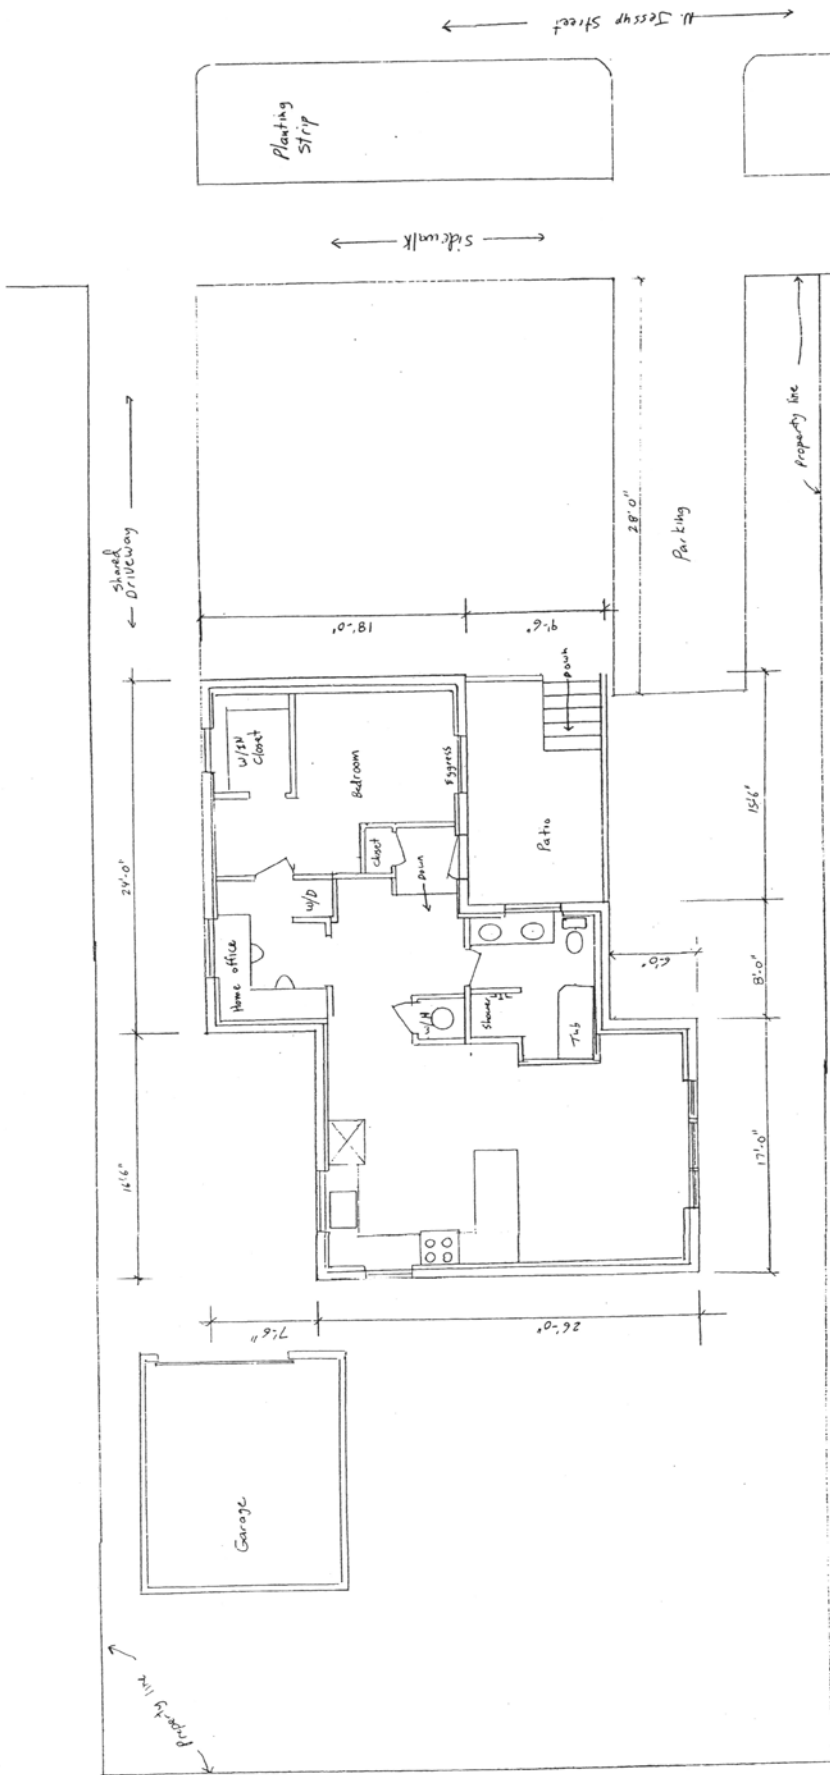 N. Jessup Street
Planting
Strip
Sidewalk
Shared
Driveway
Property line
28'-0"
Parking
18'-0"
9'-6"
Down
W/IN
Closet
Bedroom
Eggress
Patio
15'6"
24'-0"
closet
Down
W/D
Home office
6'-0"
8'-0"
W/H
Shower
Tub
16'6"
17'-0"
7'-6"
26'-0"
Garage
property line